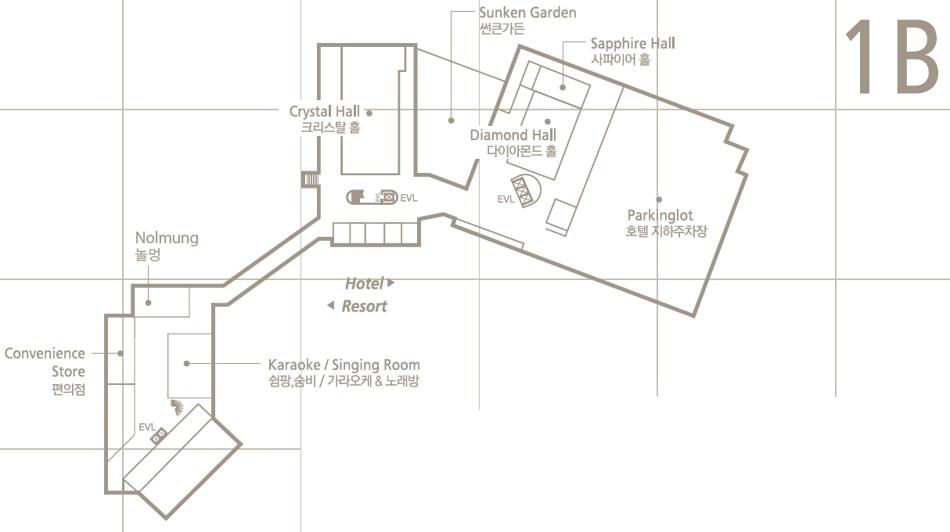 1B
Sunken Garden
썬큰가든
Sapphire Hall
사파이어 홀
Crystal Hall
크리스탈 홀
Diamond Hall
다이아몬드 홀
EVL
EVL
Parkinglot
호텔 지하주차장
Nolmung
놀멍
Hotel
Resort
Convenience
Store
편의점
Karaoke / Singing Room
쉼팡,숨비 / 가라오케 & 노래방
EVL